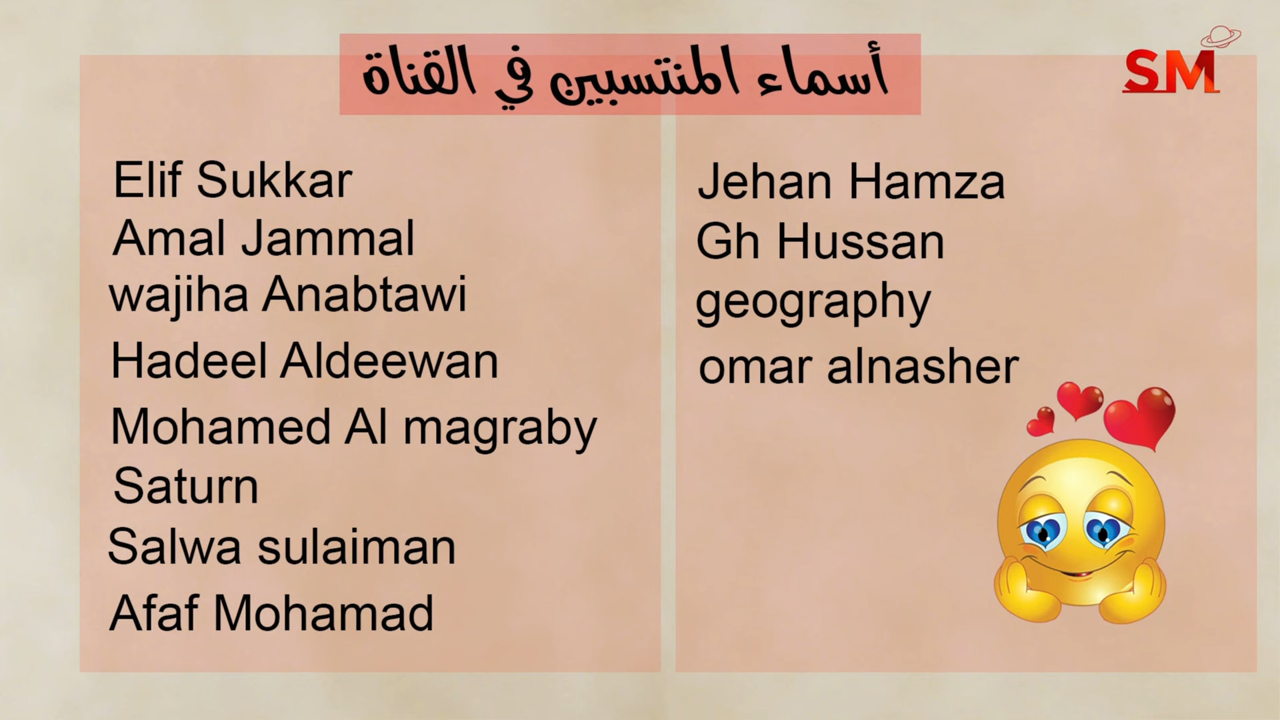 أسماء المنتسبين في القناة
SM
Elif Sukkar
Amal Jammal
wajiha Anabtawi
Hadeel Aldeewan
Mohamed Al magraby
Saturn
Salwa sulaiman
Afaf Mohamad
Jehan Hamza
Gh Hussan
geography
omar alnasher